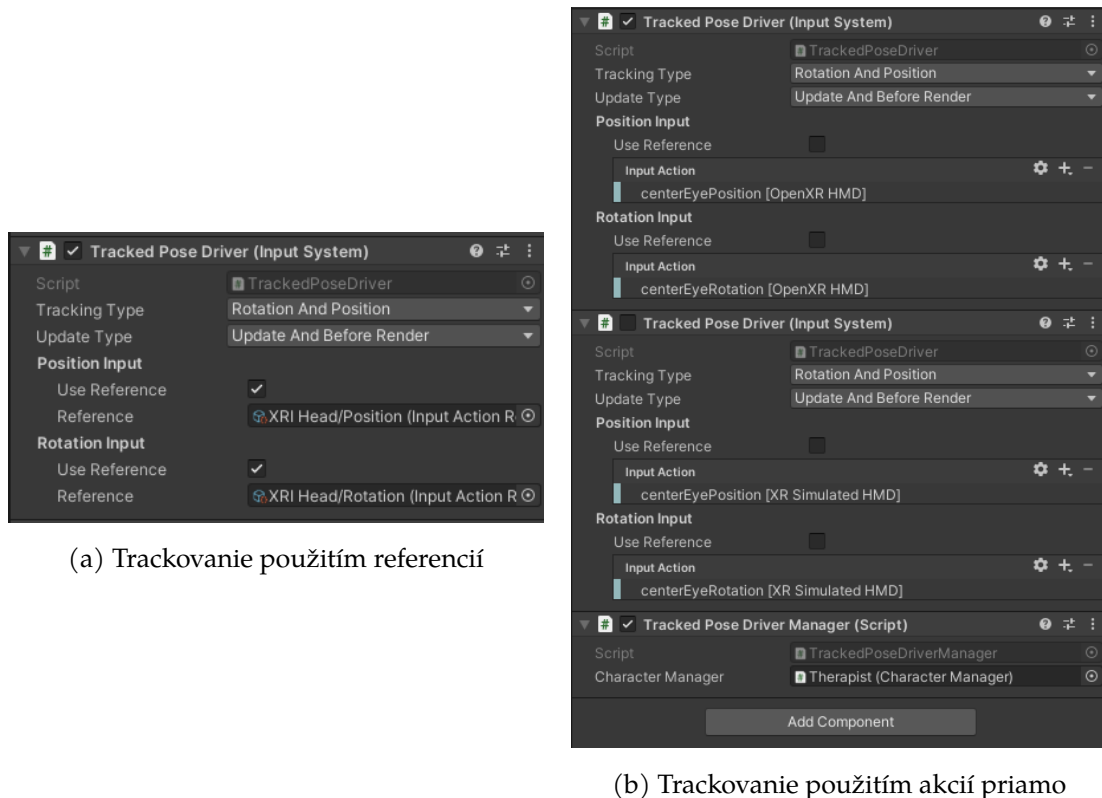 Tracked Pose Driver (Input System)
Script TrackedPoseDriver
Tracking Type Rotation And Position
Update Type Update And Before Render
Position Input
Use Reference
Reference XRI Head/Position (Input Action R
Rotation Input
Use Reference
Reference XRI Head/Rotation (Input Action R
(a) Trackovanie použitím referencií
Tracked Pose Driver (Input System)
Script TrackedPoseDriver
Tracking Type Rotation And Position
Update Type Update And Before Render
Position Input
Use Reference
Input Action
centerEyePosition [OpenXR HMD]
Rotation Input
Use Reference
Input Action
centerEyeRotation [OpenXR HMD]
Tracked Pose Driver (Input System)
Script TrackedPoseDriver
Tracking Type Rotation And Position
Update Type Update And Before Render
Position Input
Use Reference
Input Action
centerEyePosition [XR Simulated HMD]
Rotation Input
Use Reference
Input Action
centerEyeRotation [XR Simulated HMD]
Tracked Pose Driver Manager (Script)
Script TrackedPoseDriverManager
Character Manager Therapist (Character Manager)
Add Component
(b) Trackovanie použitím akcií priamo